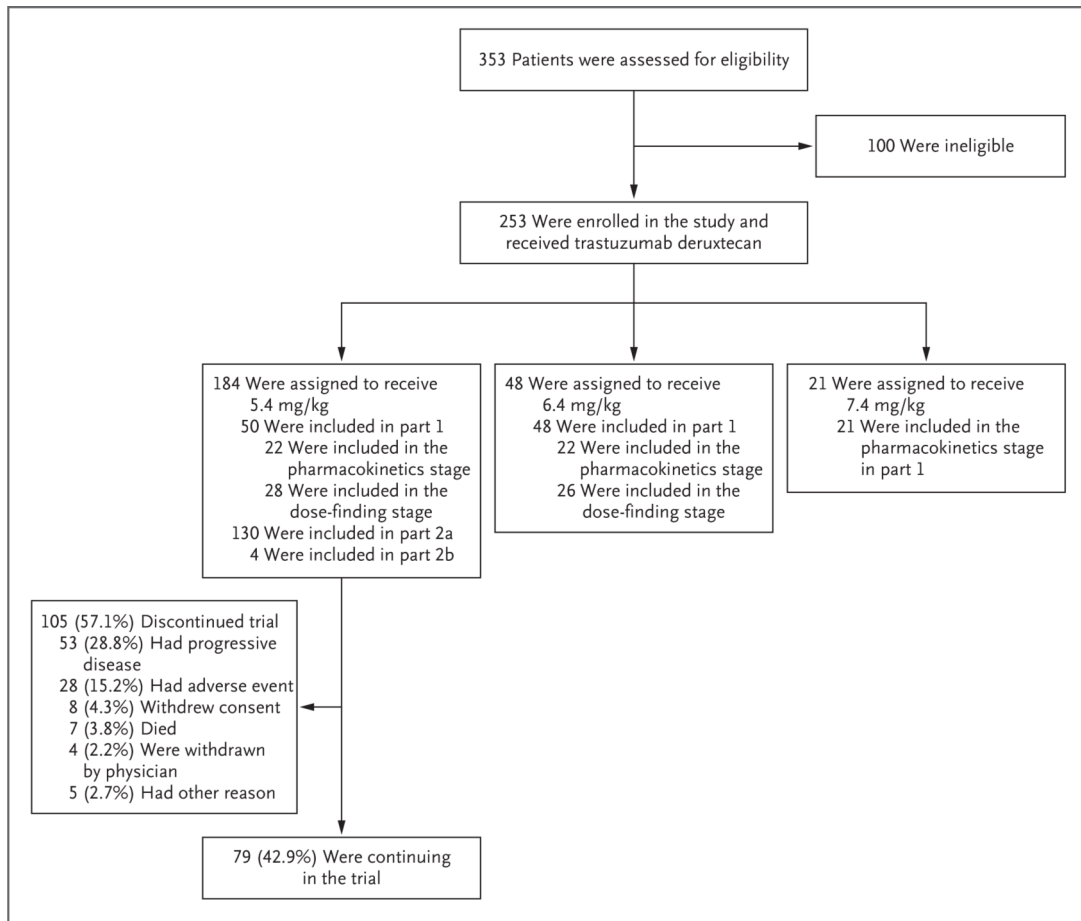 353 Patients were assessed for eligibility
100 Were ineligible
253 Were enrolled in the study and
received trastuzumab deruxtecan
184 Were assigned to receive
5.4 mg/kg
50 Were included in part 1
22 Were included in the
pharmacokinetics stage
28 Were included in the
dose-finding stage
130 Were included in part 2a
4 Were included in part 2b
48 Were assigned to receive
6.4 mg/kg
48 Were included in part 1
22 Were included in the
pharmacokinetics stage
26 Were included in the
dose-finding stage
21 Were assigned to receive
7.4 mg/kg
21 Were included in the
pharmacokinetics stage
in part 1
105 (57.1%) Discontinued trial
53 (28.8%) Had progressive
disease
28 (15.2%) Had adverse event
8 (4.3%) Withdrew consent
7 (3.8%) Died
4 (2.2%) Were withdrawn
by physician
5 (2.7%) Had other reason
79 (42.9%) Were continuing
in the trial